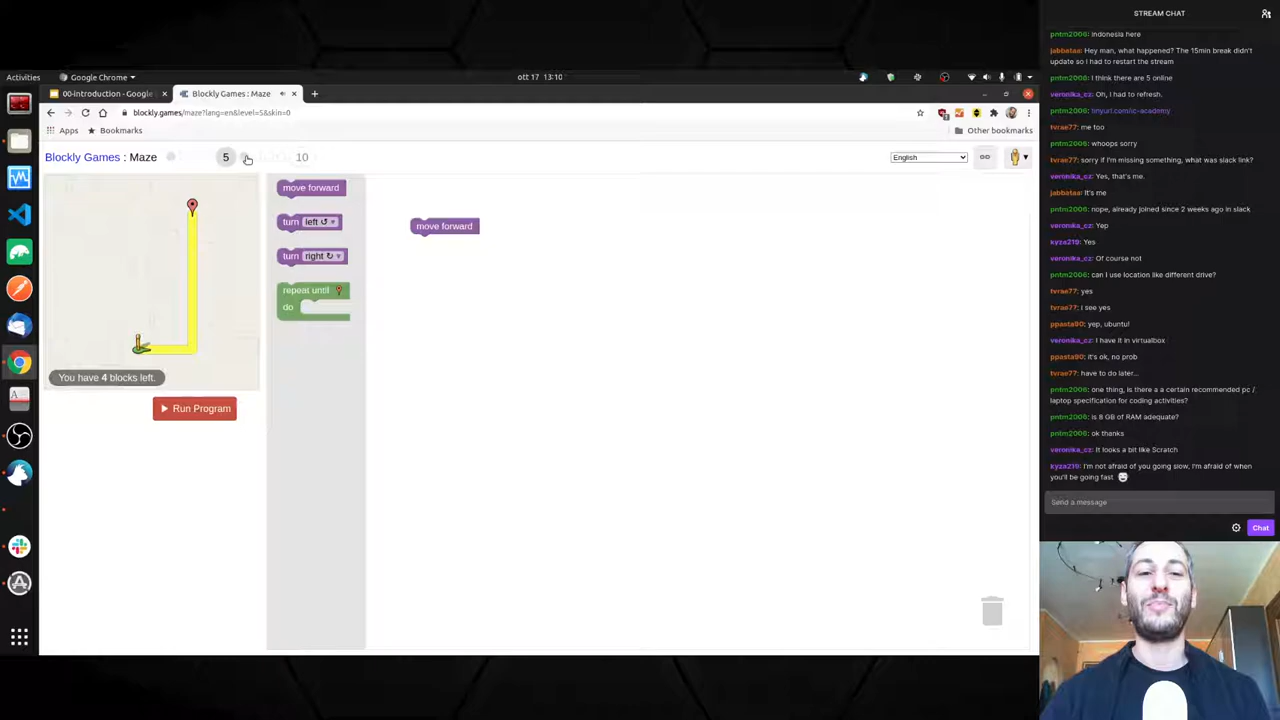 Activities
Google Chrome ▾
ott 17 13:10
00-introduction - Google
Blockly Games : Maze
blockly.games/maze?lang=en&level=5&skin=0
Apps
Bookmarks
Other bookmarks
Blockly Games : Maze
5
10
English
You have 4 blocks left.
Run Program
move forward
turn left ↺ ▾
turn right ↻ ▾
repeat until
do
move forward
STREAM CHAT
pntm2006: indonesia here
jabbataa: Hey man, what happened? The 15min break didn't
update so I had to restart the stream
pntm2006: I think there are 5 online
veronika_cz: Oh, I had to refresh.
pntm2006: tinyurl.com/ic-academy
tvrae77: me too
pntm2006: whoops sorry
tvrae77: sorry if I'm missing something, what was slack link?
veronika_cz: Yes, that's me.
jabbataa: It's me
pntm2006: nope, already joined since 2 weeks ago in slack
veronika_cz: Yep
kyza219: Yes
veronika_cz: Of course not
pntm2006: can I use location like different drive?
tvrae77: yes
tvrae77: i see yes
ppasta90: yep, ubuntu!
veronika_cz: I have it in virtualbox
ppasta90: it's ok, no prob
tvrae77: have to do later...
pntm2006: one thing, is there a a certain recommended pc /
laptop specification for coding activities?
pntm2006: is 8 GB of RAM adequate?
pntm2006: ok thanks
veronika_cz: It looks a bit like Scratch
kyza219: I'm not afraid of you going slow, I'm afraid of when
you'll be going fast
Send a message
Chat